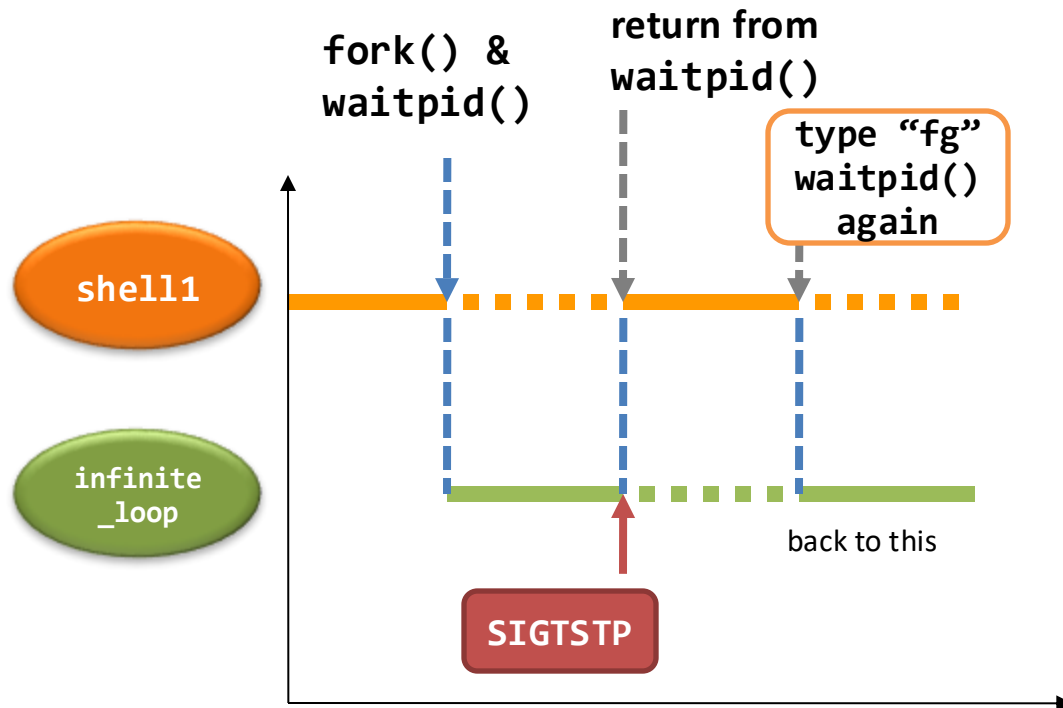 fork() &
waitpid()
return from
waitpid()
type “fg”
waitpid()
again
shell1
infinite
_loop
back to this
SIGTSTP